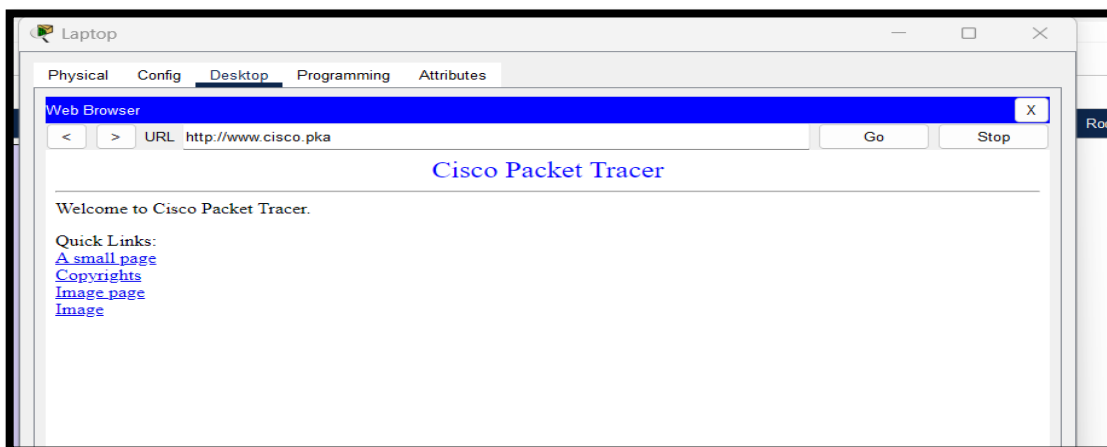 Laptop
Physical Config Desktop Programming Attributes
Web Browser X
< > URL http://www.cisco.pka Go Stop
Cisco Packet Tracer
Welcome to Cisco Packet Tracer.
Quick Links:
A small page
Copyrights
Image page
Image